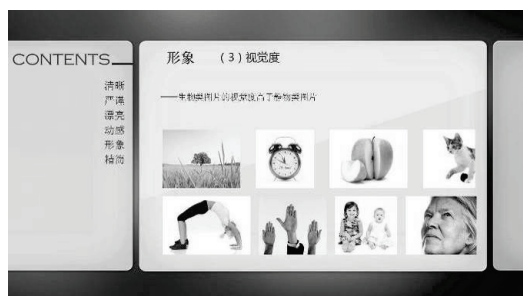 CONTENTS
清晰
严谨
漂亮
动感
形象
精简
形象 （3）视觉度
——生物类图片的视觉度高于静物类图片